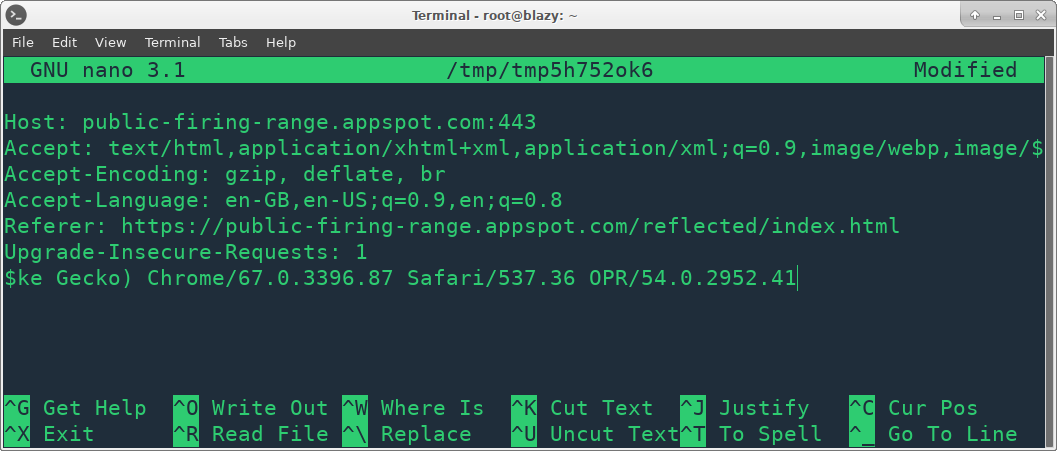 Terminal - root@blazy: ~
File Edit View Terminal Tabs Help
GNU nano 3.1 /tmp/tmp5h752ok6 Modified
Host: public-firing-range.appspot.com:443
Accept: text/html,application/xhtml+xml,application/xml;q=0.9,image/webp,image/$
Accept-Encoding: gzip, deflate, br
Accept-Language: en-GB,en-US;q=0.9,en;q=0.8
Referer: https://public-firing-range.appspot.com/reflected/index.html
Upgrade-Insecure-Requests: 1
$ke Gecko) Chrome/67.0.3396.87 Safari/537.36 OPR/54.0.2952.41
^G Get Help ^O Write Out ^W Where Is ^K Cut Text ^J Justify ^C Cur Pos
^X Exit ^R Read File ^\ Replace ^U Uncut Text ^T To Spell ^_ Go To Line